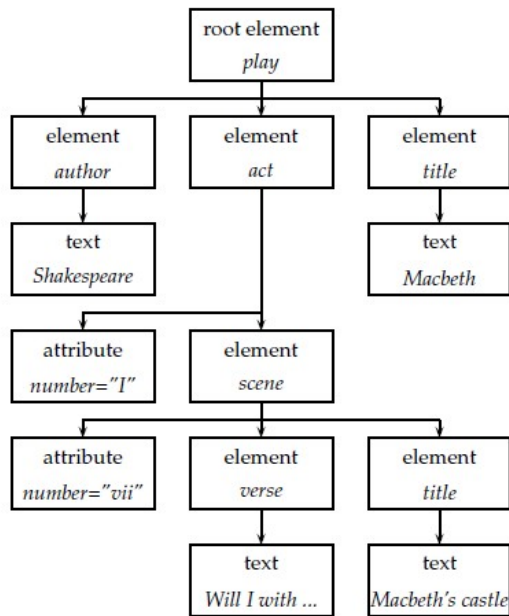 root element
play
element
author
element
act
element
title
text
Shakespeare
text
Macbeth
attribute
number="I"
element
scene
attribute
number="vii"
element
verse
element
title
text
Will I with ...
text
Macbeth's castle